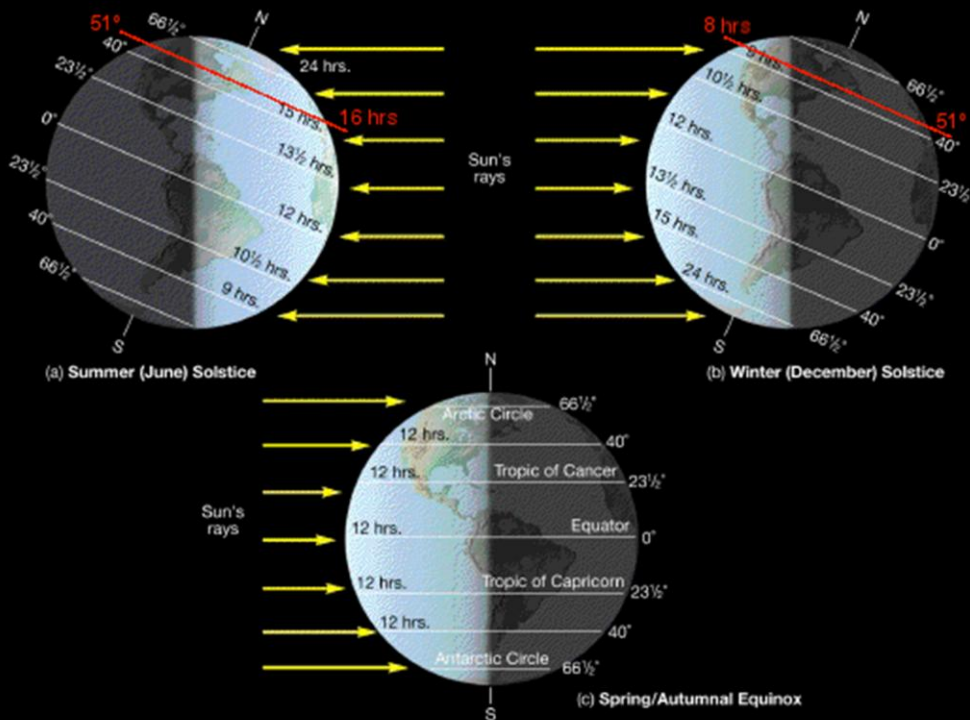 N
66½°
51°
40°
23½°
0°
23½°
40°
66½°
S
24 hrs.
15 hrs.
16 hrs
13½ hrs.
12 hrs.
10½ hrs.
9 hrs.
(a) Summer (June) Solstice
Sun's
rays
N
8 hrs
9 hrs.
10½ hrs.
12 hrs.
13½ hrs.
15 hrs.
24 hrs.
66½°
51°
40°
23½°
0°
23½°
40°
66½°
S
(b) Winter (December) Solstice
N
Arctic Circle
66½°
12 hrs.
40°
12 hrs.
Tropic of Cancer
23½°
Sun's
rays
12 hrs.
Equator
0°
12 hrs.
Tropic of Capricorn
23½°
12 hrs.
40°
Antarctic Circle
66½°
S
(c) Spring/Autumnal Equinox